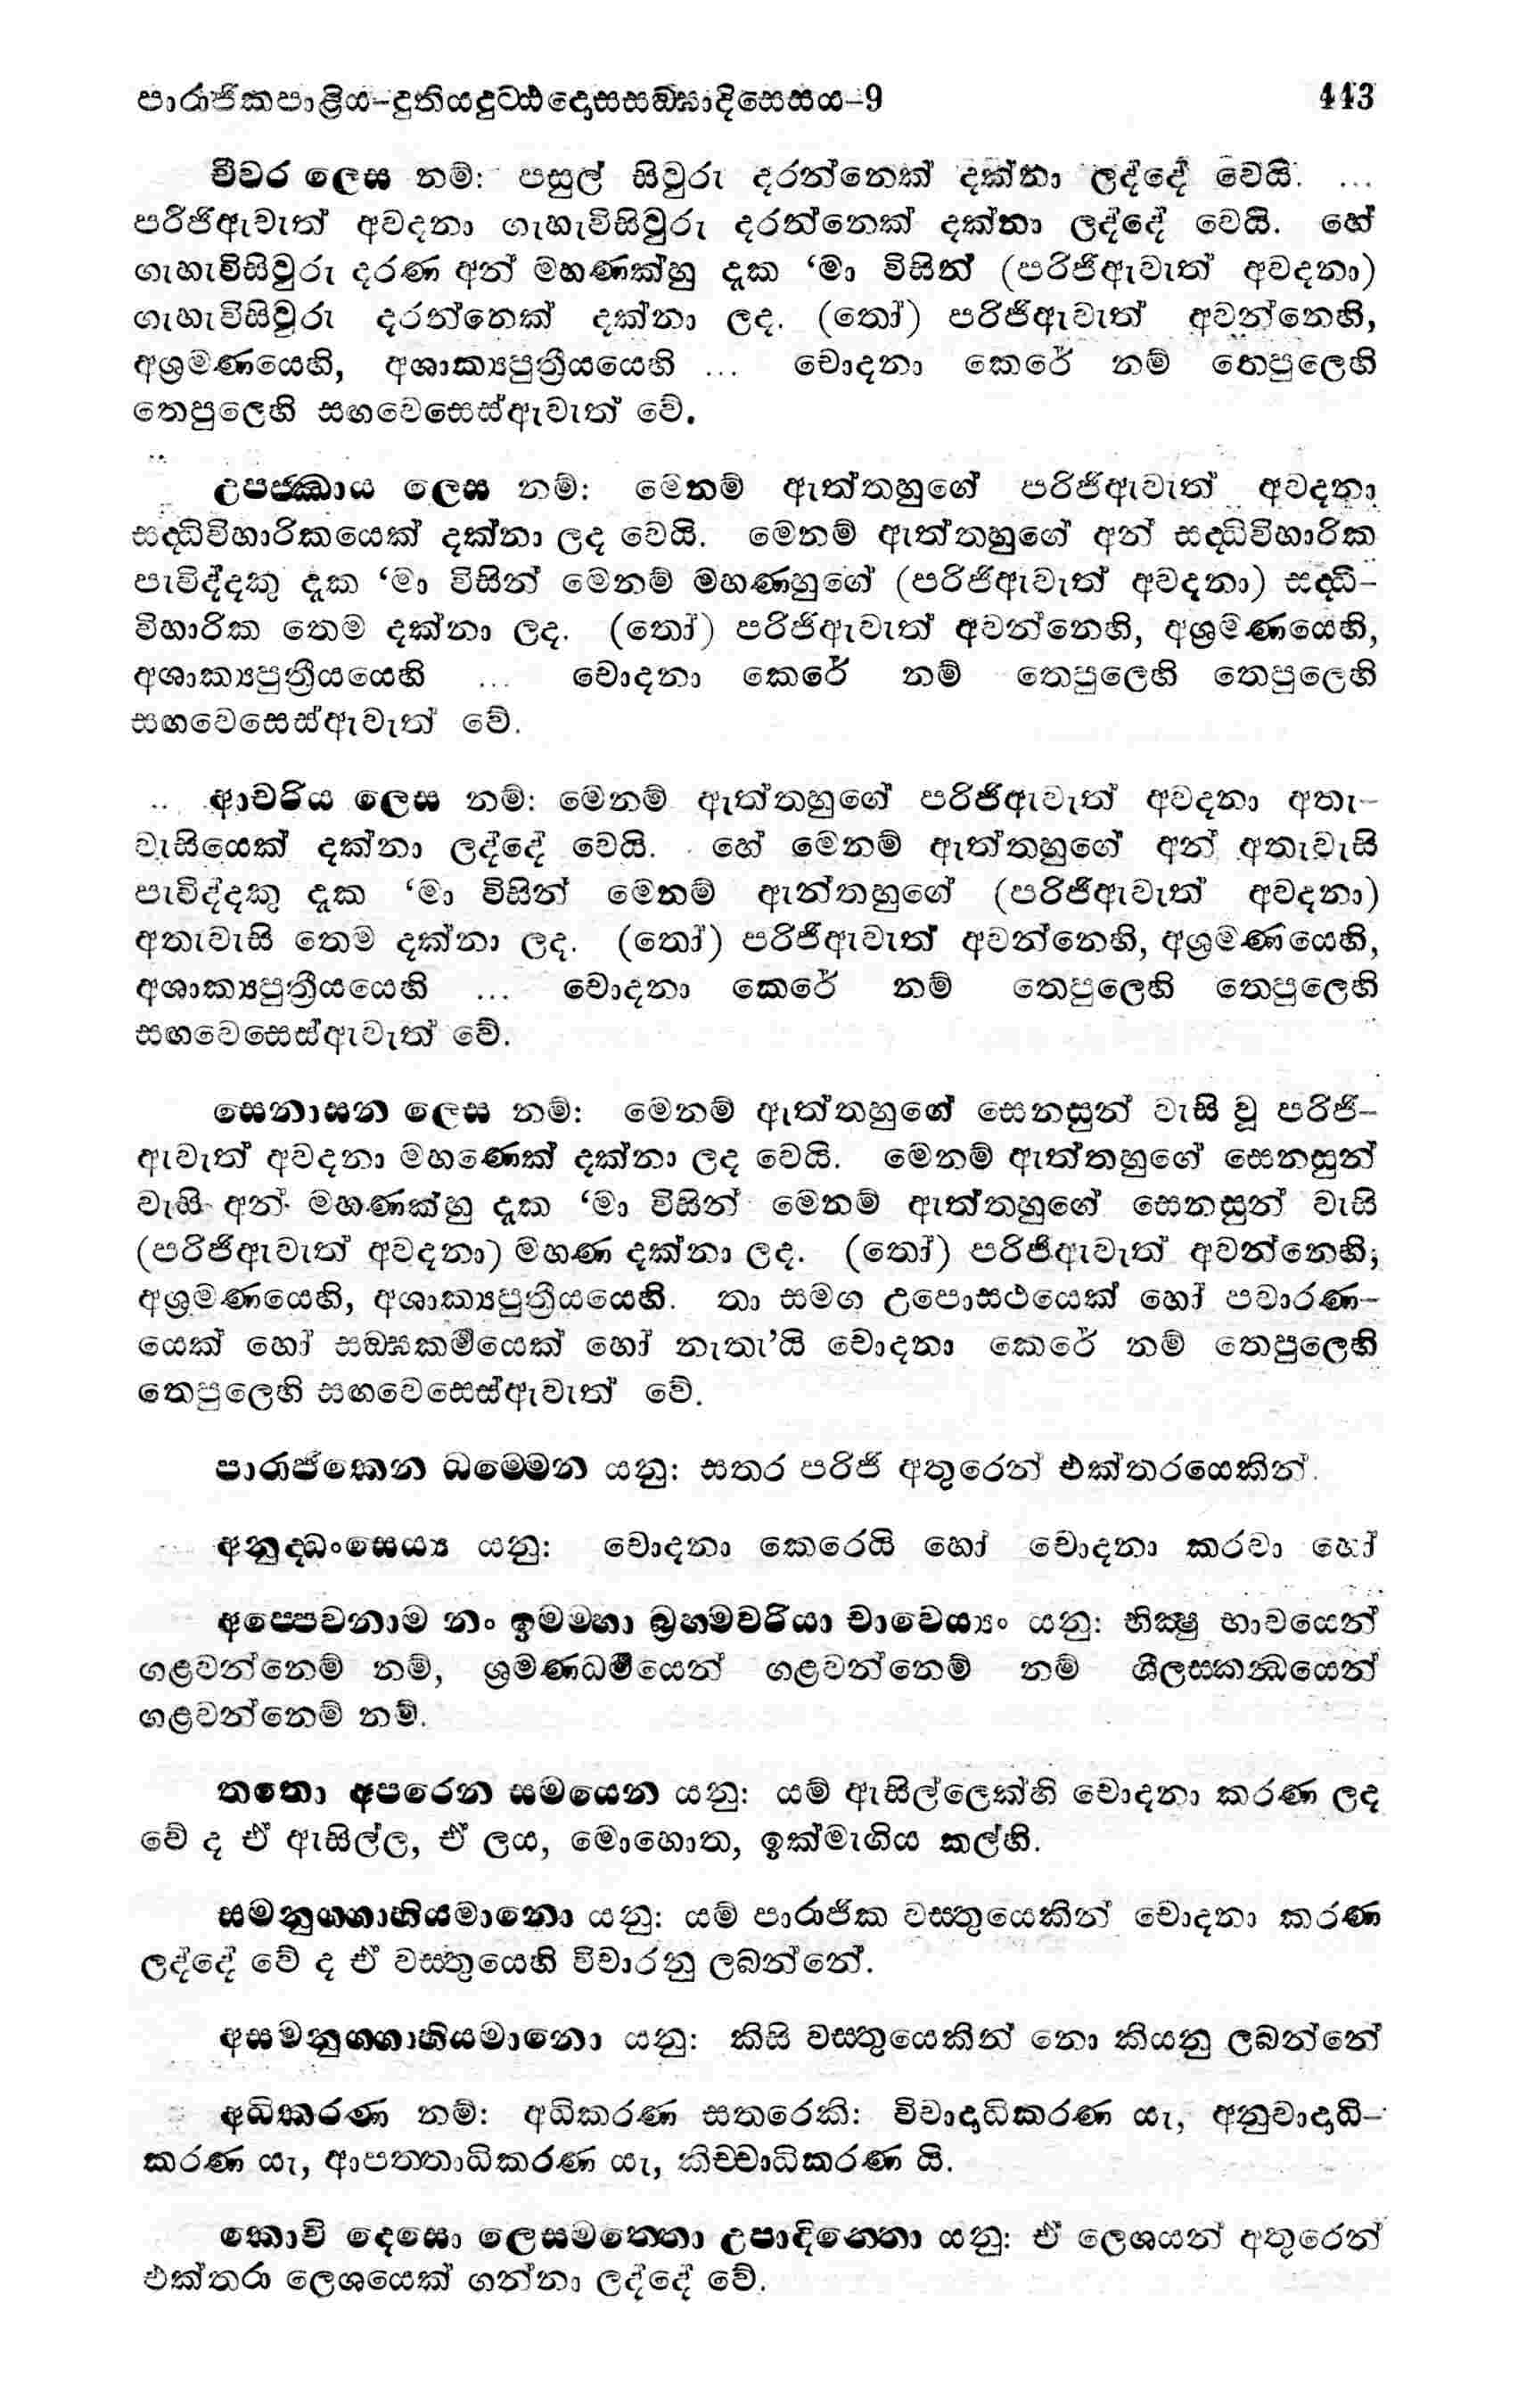 පාරාජිකපාළිය-දුතියදුට්ඨදොසසඞ්ඝාදිසෙසය-9 443
චීවර ලෙස නම්: පසුල් සිවුරු දරන්නෙක් දක්නා ලද්දේ වෙයි. ...
පරිජිඇවැත් අවදනා ගැහැවිසිවුරු දරන්නෙක් දක්නා ලද්දේ වෙයි. හේ
ගැහැවිසිවුරු දරණ අන් මහණක්හු දැක ‘මා විසින් (පරිජිඇවැත් අවදනා)
ගැහැවිසිවුරු දරන්නෙක් දක්නා ලද. (තෝ) පරිජිඇවැත් අවන්නෙහි,
අශ්‍රමණයෙහි, අශාක්‍යපුත්‍රීයයෙහි ... චොදනා කෙරේ නම් තෙපුලෙහි
තෙපුලෙහි සඟවෙසෙස්ඇවැත් වේ.
උපජ්ඣාය ලෙස නම්: මෙනම් ඇත්තහුගේ පරිජිඇවැත් අවදනා
සද්ධිවිහාරිකයෙක් දක්නා ලද වෙයි. මෙනම් ඇත්තහුගේ අන් සද්ධිවිහාරික
පැවිද්දකු දැක ‘මා විසින් මෙනම් මහණහුගේ (පරිජිඇවැත් අවදනා) සද්ධි-
විහාරික තෙම දක්නා ලද. (තෝ) පරිජිඇවැත් අවන්නෙහි, අශ්‍රමණයෙහි,
අශාක්‍යපුත්‍රීයයෙහි ... චොදනා කෙරේ නම් තෙපුලෙහි තෙපුලෙහි
සඟවෙසෙස්ඇවැත් වේ.
ආචරිය ලෙස නම්: මෙනම් ඇත්තහුගේ පරිජිඇවැත් අවදනා අතැ-
වැසියෙක් දක්නා ලද්දේ වෙයි. හේ මෙනම් ඇත්තහුගේ අන් අතැවැසි
පැවිද්දකු දැක ‘මා විසින් මෙනම් ඇත්තහුගේ (පරිජිඇවැත් අවදනා)
අතැවැසි තෙම දක්නා ලද. (තෝ) පරිජිඇවැත් අවන්නෙහි, අශ්‍රමණයෙහි,
අශාක්‍යපුත්‍රීයයෙහි ... චොදනා කෙරේ නම් තෙපුලෙහි තෙපුලෙහි
සඟවෙසෙස්ඇවැත් වේ.
සෙනාසන ලෙස නම්: මෙනම් ඇත්තහුගේ සෙනසුන් වැසි වූ පරිජි-
ඇවැත් අවදනා මහණෙක් දක්නා ලද වෙයි. මෙනම් ඇත්තහුගේ සෙනසුන්
වැසි අන් මහණක්හු දැක ‘මා විසින් මෙනම් ඇත්තහුගේ සෙනසුන් වැසි
(පරිජිඇවැත් අවදනා) මහණ දක්නා ලද. (තෝ) පරිජිඇවැත් අවන්නෙහි,
අශ්‍රමණයෙහි, අශාක්‍යපුත්‍රීයයෙහි. තා සමග උපොසථයෙක් හෝ පවාරණ-
යෙක් හෝ සඞ්ඝකර්‍මයෙක් හෝ නැතැ’යි චොදනා කෙරේ නම් තෙපුලෙහි
තෙපුලෙහි සඟවෙසෙස්ඇවැත් වේ.
පාරාජිකෙන ධම්මෙන යනු: සතර පරිජි අතුරෙන් එක්තරයෙකින්.
අනුද්ධංසෙය්‍ය යනු: චොදනා කෙරෙයි හෝ චොදනා කරවා හෝ
අප්පෙවනාම නං ඉමම්හා බ්‍රහ්මචරියා චාවෙය්‍යං යනු: භික්‍ෂු භාවයෙන්
ගළවන්නෙම් නම්, ශ්‍රමණධර්‍මයෙන් ගළවන්නෙම් නම් ශීලස්කන්‍ධයෙන්
ගළවන්නෙම් නම්.
තතො අපරෙන සමයෙන යනු: යම් ඇසිල්ලෙක්හි චොදනා කරණ ලද
වේ ද ඒ ඇසිල්ල, ඒ ලය, මොහොත, ඉක්මැගිය කල්හි.
සමනුග්ගාහියමානො යනු: යම් පාරාජික වස්තුයෙකින් චොදනා කරණ
ලද්දේ වේ ද ඒ වස්තුයෙහි විචාරනු ලබන්නේ.
අසමනුග්ගාහියමානො යනු: කිසි වස්තුයෙකින් නො කියනු ලබන්නේ
අධිකරණ නම්: අධිකරණ සතරෙකි: විවාදාධිකරණ යැ, අනුවාදාධි-
කරණ යැ, ආපත්තාධිකරණ යැ, කිච්චාධිකරණ යි.
කොචි දෙසො ලෙසමත්තො උපාදින්නො යනු: ඒ ලෙශයන් අතුරෙන්
එක්තරා ලෙශයෙක් ගන්නා ලද්දේ වේ.